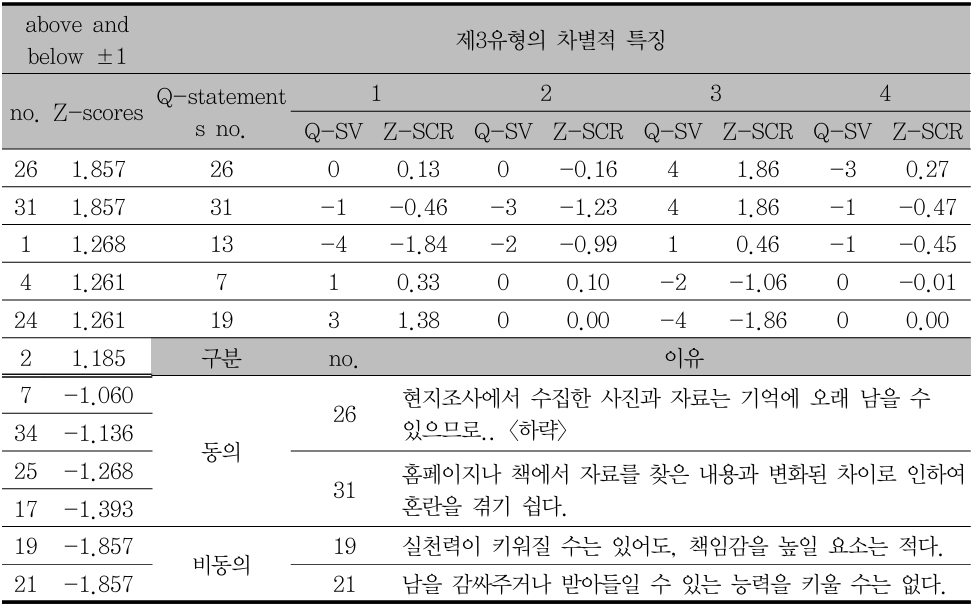 above and below ±1 제3유형의 차별적 특징
no. Z-scores Q-statements no. 1 2 3 4
Q-SV Z-SCR Q-SV Z-SCR Q-SV Z-SCR Q-SV Z-SCR
26 1.857 26 0 0.13 0 -0.16 4 1.86 -3 0.27
31 1.857 31 -1 -0.46 -3 -1.23 4 1.86 -1 -0.47
1 1.268 13 -4 -1.84 -2 -0.99 1 0.46 -1 -0.45
4 1.261 7 1 0.33 0 0.10 -2 -1.06 0 -0.01
24 1.261 19 3 1.38 0 0.00 -4 -1.86 0 0.00
2 1.185 구분 no. 이유
7 -1.060 동의 26 현지조사에서 수집한 사진과 자료는 기억에 오래 남을 수
34 -1.136 있으므로.. 〈하략〉
25 -1.268 31 홈페이지나 책에서 자료를 찾은 내용과 변화된 차이로 인하여
17 -1.393 혼란을 겪기 쉽다.
19 -1.857 비동의 19 실천력이 키워질 수는 있어도, 책임감을 높일 요소는 적다.
21 -1.857 21 남을 감싸주거나 받아들일 수 있는 능력을 키울 수는 없다.